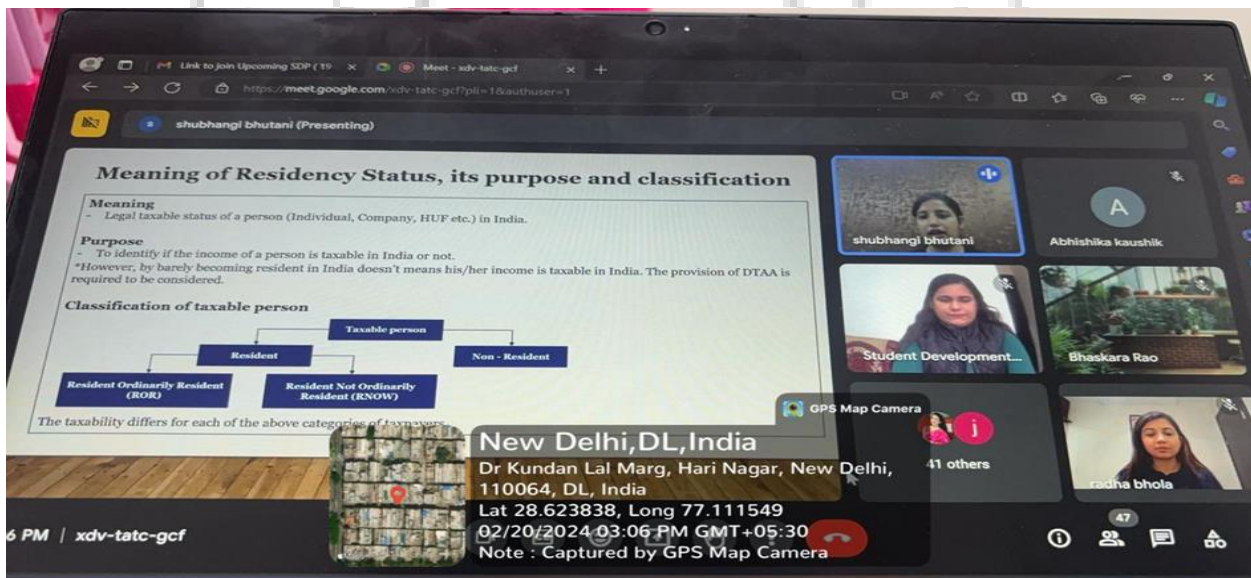 Link to Join Upcoming SDP ( 19
Meet - xdv-tatc-gcf
https://meet.google.com/xdv-tatc-gcf?pli=1&authuser=1
s
shubhangi bhutani (Presenting)
Meaning of Residency Status, its purpose and classification
Meaning
- Legal taxable status of a person (Individual, Company, HUF etc.) in India.
Purpose
- To identify if the income of a person is taxable in India or not.
*However, by barely becoming resident in India doesn't means his/her income is taxable in India. The provision of DTAA is
required to be considered.
Classification of taxable person
Taxable person
Resident
Non - Resident
Resident Ordinarily Resident
(ROR)
Resident Not Ordinarily
Resident (RNOW)
The taxability differs for each of the above categories of taxpayers
shubhangi bhutani
A
Abhishika kaushik
Student Development...
Bhaskara Rao
j
41 others
radha bhola
GPS Map Camera
New Delhi,DL,India
Dr Kundan Lal Marg, Hari Nagar, New Delhi,
110064, DL, India
Lat 28.623838, Long 77.111549
02/20/2024 03:06 PM GMT+05:30
Note : Captured by GPS Map Camera
6 PM | xdv-tatc-gcf
47